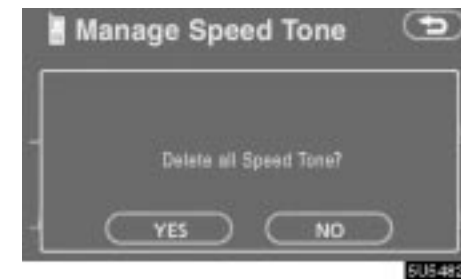 Manage Speed Tone
Delete all Speed Tone?
YES NO
5U5482